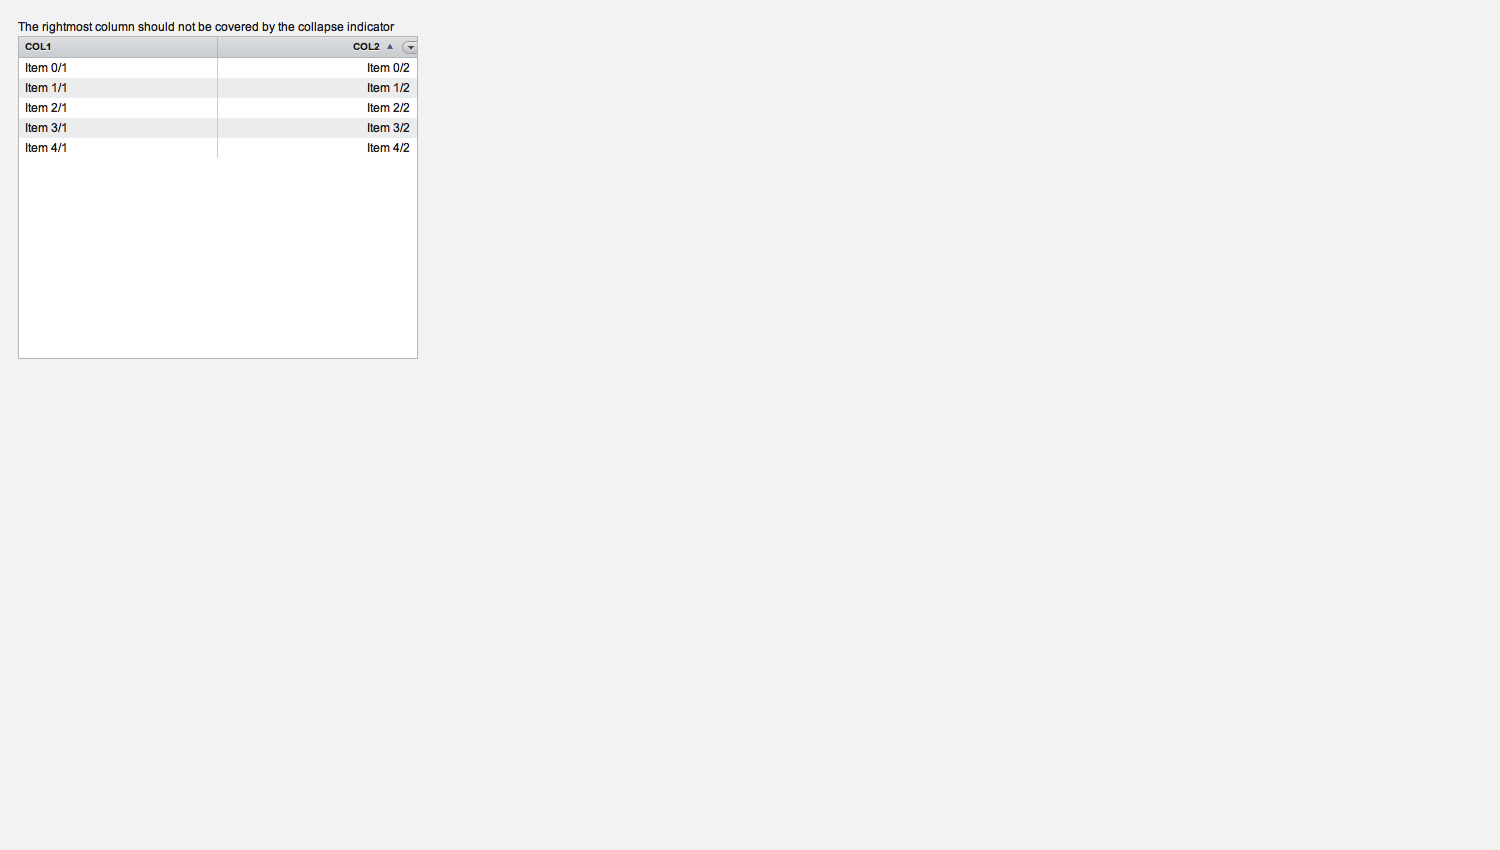 The rightmost column should not be covered by the collapse indicator
COL1 COL2
Item 0/1 Item 0/2
Item 1/1 Item 1/2
Item 2/1 Item 2/2
Item 3/1 Item 3/2
Item 4/1 Item 4/2